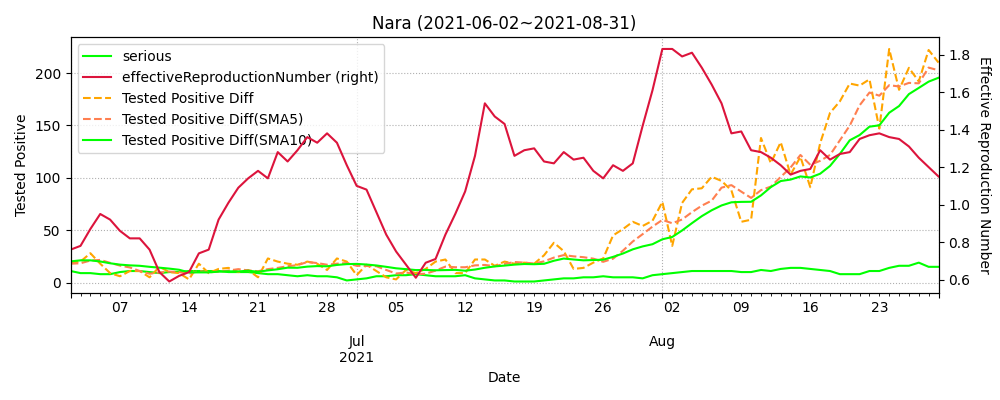 Nara (2021-06-02~2021-08-31)
serious
effectiveReproductionNumber (right)
Tested Positive Diff
Tested Positive Diff(SMA5)
Tested Positive Diff(SMA10)
Tested Positive
200
150
100
50
0
1.8
1.6
1.4
1.2
1.0
0.8
0.6
Effective Reproduction Number
07 14 21 28 05 12 19 26 02 09 16 23
Jul Aug
2021
Date